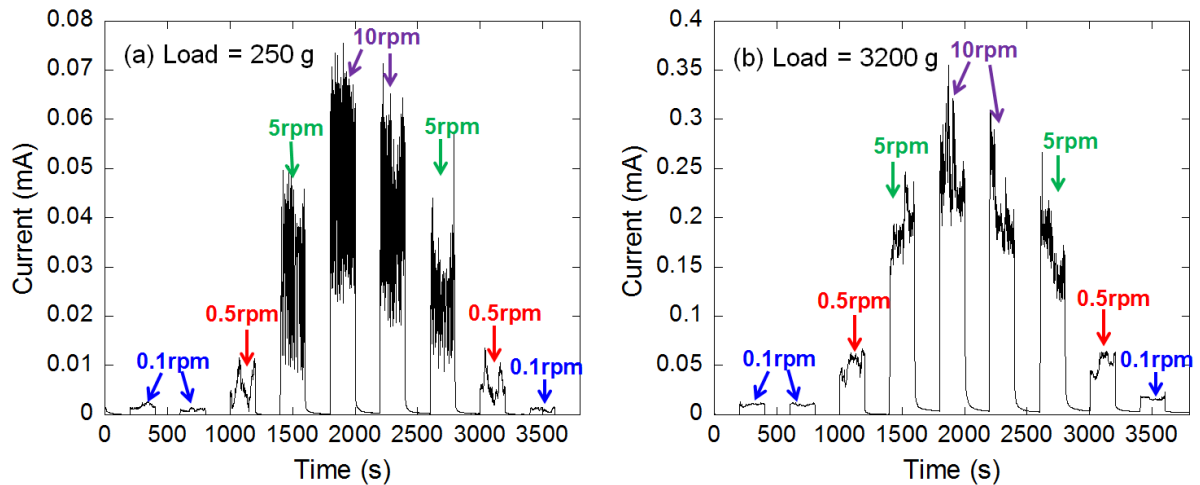 (a) Load = 250 g
10rpm
5rpm
5rpm
0.5rpm
0.5rpm
0.1rpm
0.1rpm
Current (mA)
0.08
0.07
0.06
0.05
0.04
0.03
0.02
0.01
0
0 500 1000 1500 2000 2500 3000 3500
Time (s)
(b) Load = 3200 g
10rpm
5rpm
5rpm
0.5rpm
0.5rpm
0.1rpm
0.1rpm
Current (mA)
0.4
0.35
0.3
0.25
0.2
0.15
0.1
0.05
0
0 500 1000 1500 2000 2500 3000 3500
Time (s)